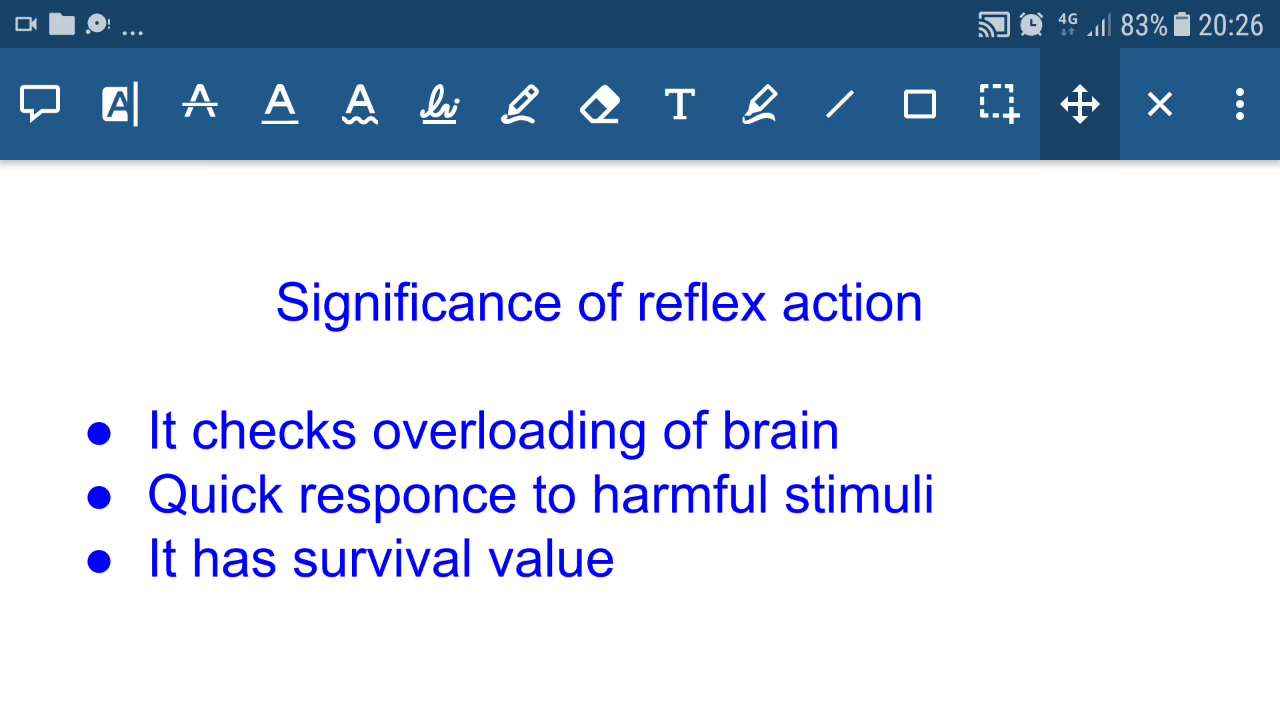 ... 4G 83% 20:26
A A A A T
Significance of reflex action
● It checks overloading of brain
● Quick responce to harmful stimuli
● It has survival value